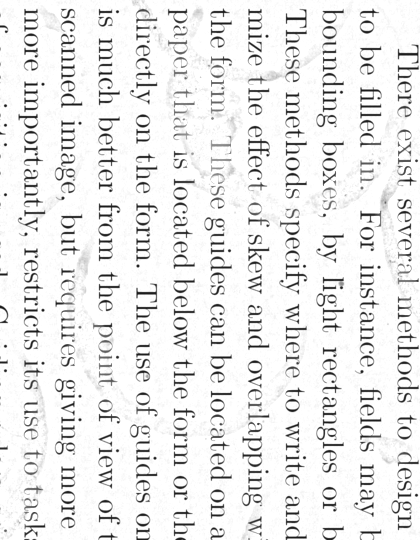 There exist several methods to design
to be filled in. For instance, fields may
bounding boxes, by light rectangles or
These methods specify where to write and
mize the effect of skew and overlapping
the form. These guides can be located on a
paper that is located below the form or the
directly on the form. The use of guides on
is much better from the point of view of
scanned image, but requires giving more
more importantly, restricts its use to tasks